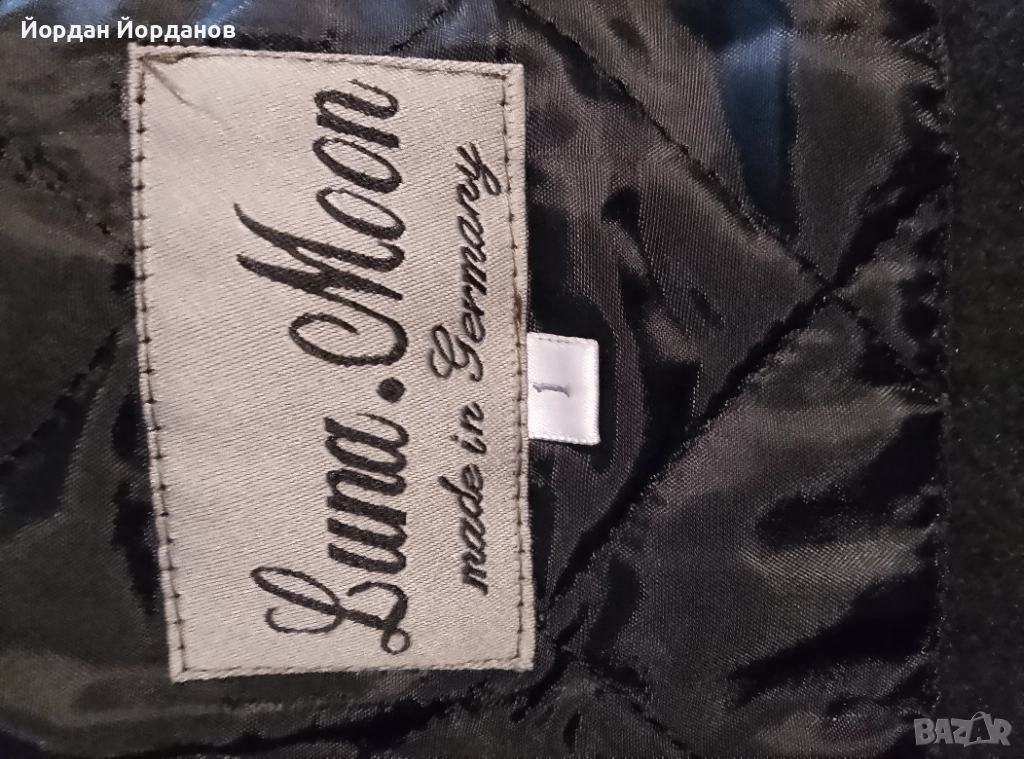 Йордан Йорданов
Luna.Moon
made in Germany
1
BAZAR